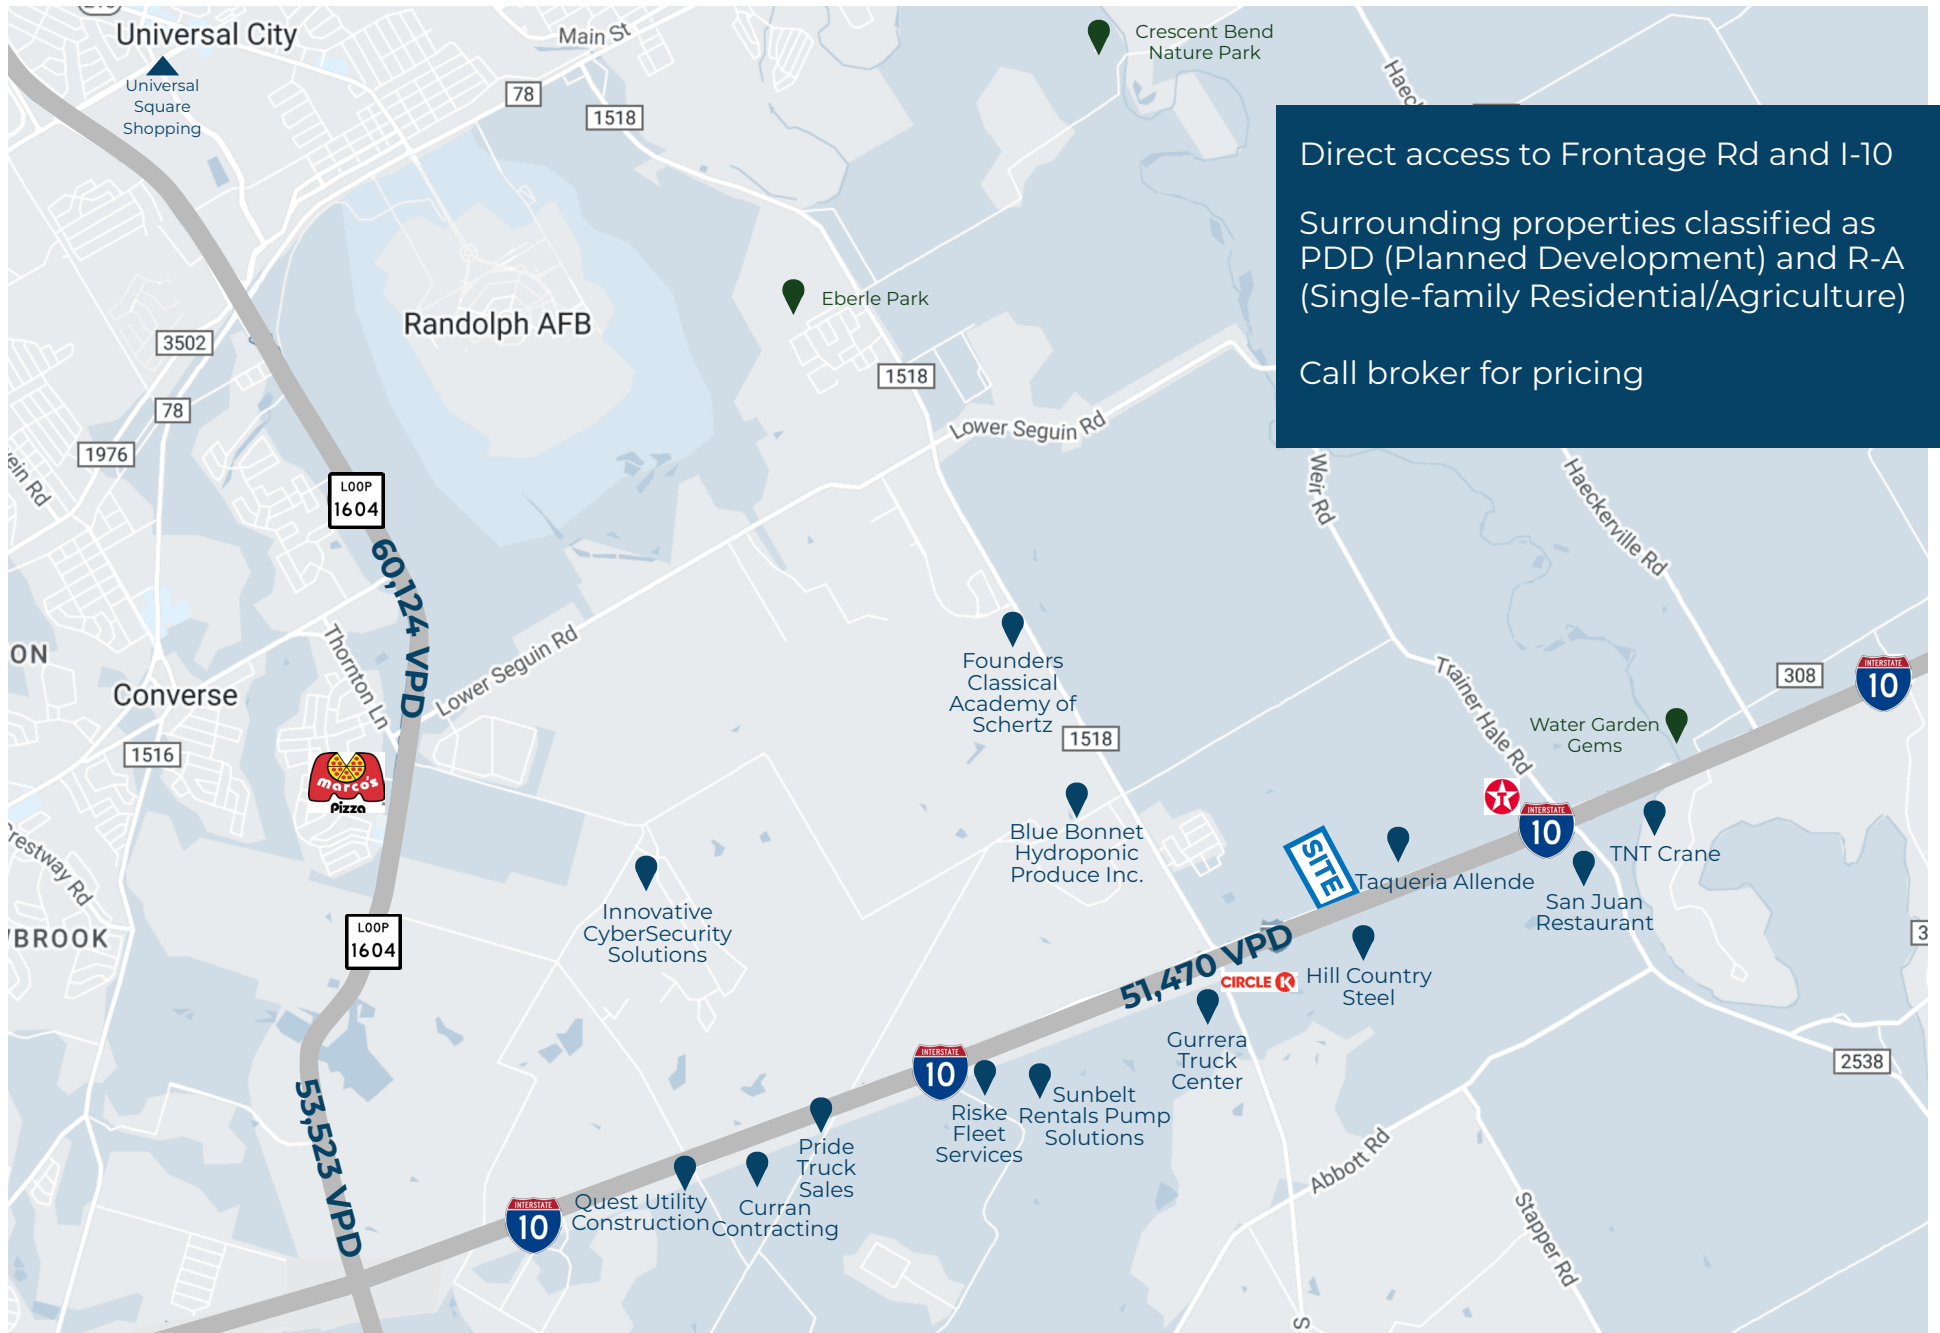 Universal City
Universal
Square
Shopping
Main St
78
1518
Crescent Bend
Nature Park
Direct access to Frontage Rd and I-10
Surrounding properties classified as
PDD (Planned Development) and R-A
(Single-family Residential/Agriculture)
Call broker for pricing
Eberle Park
Randolph AFB
3502
1518
78
1976
Lower Seguin Rd
Weir Rd
Haeckerville Rd
LOOP
1604
60,124 VPD
Thornton Ln
Lower Seguin Rd
Converse
1516
Founders
Classical
Academy of
Schertz
1518
Trainer Hale Rd
308
INTERSTATE
10
Water Garden
Gems
marco's
Pizza
Blue Bonnet
Hydroponic
Produce Inc.
SITE
Taqueria Allende
T
INTERSTATE
10
TNT Crane
San Juan
Restaurant
Innovative
CyberSecurity
Solutions
LOOP
1604
51,470 VPD
CIRCLE K
Hill Country
Steel
Gurrera
Truck
Center
2538
INTERSTATE
10
Riske
Fleet
Services
Sunbelt
Rentals Pump
Solutions
Pride
Truck
Sales
53,523 VPD
Quest Utility
Construction
Curran
Contracting
INTERSTATE
10
Abbott Rd
Stapper Rd